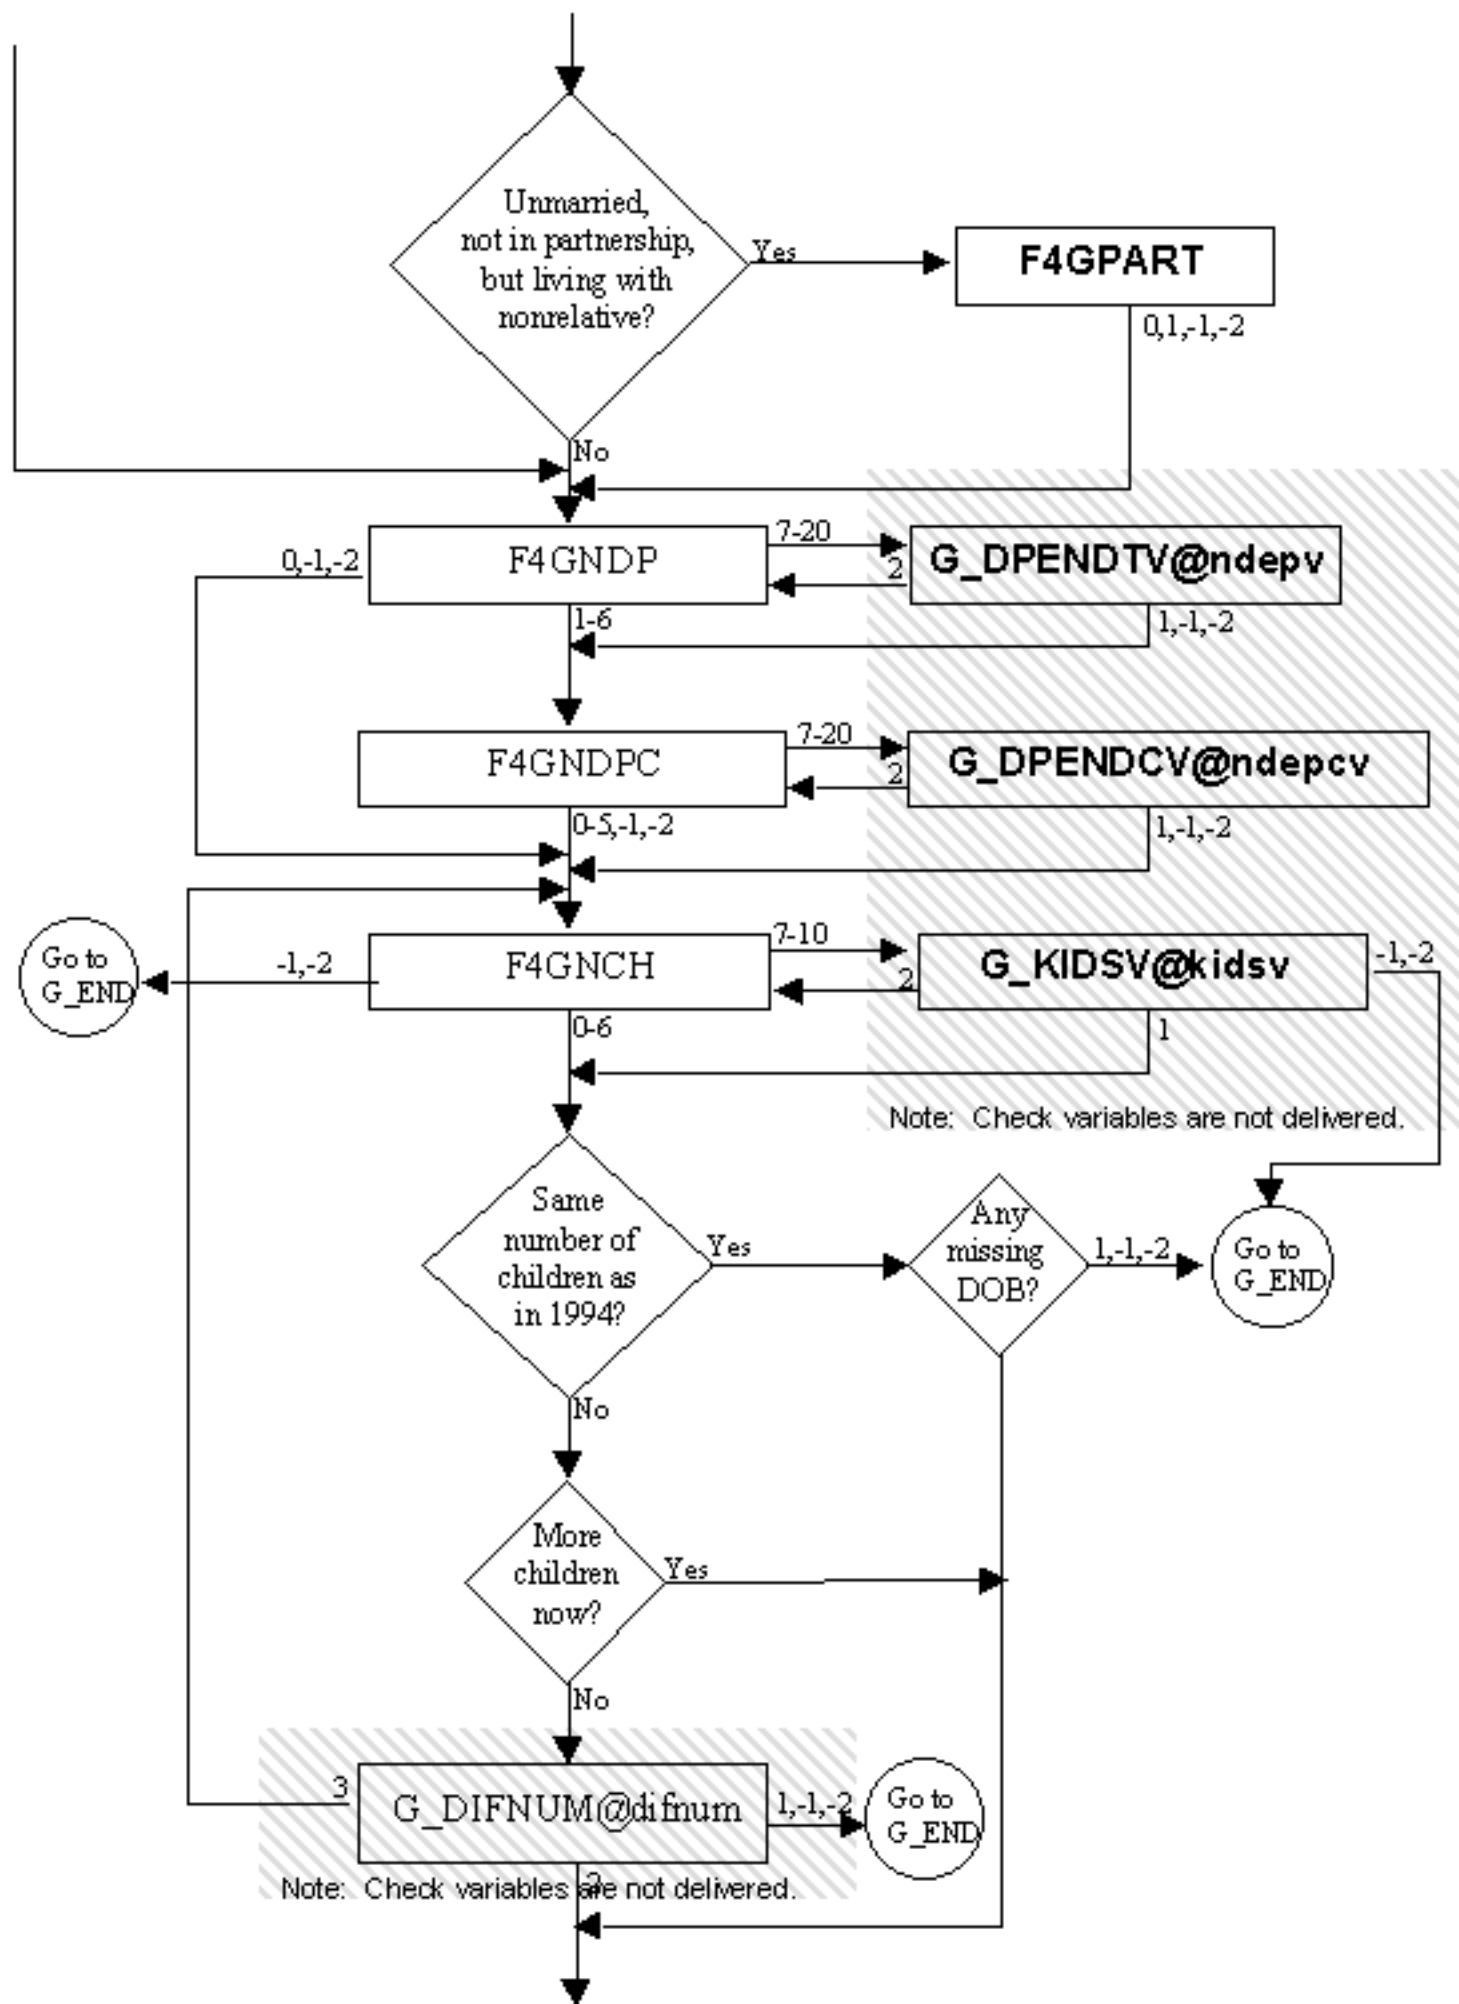 Unmarried,
not in partnership,
but living with
nonrelative?
Yes
F4GPART
0,1,-1,-2
No
F4GNDP
0,-1,-2
7-20
2
G_DPENDTV@ndepv
1-6
1,-1,-2
F4GNDPC
7-20
2
G_DPENDCV@ndepcv
0-5,-1,-2
1,-1,-2
Go to
G_END
-1,-2
F4GNCH
7-10
2
G_KIDSV@kidsv
-1,-2
0-6
1
Note: Check variables are not delivered.
Same
number of
children as
in 1994?
Yes
Any
missing
DOB?
1,-1,-2
Go to
G_END
No
More
children
now?
Yes
No
3
G_DIFNUM@difnum
1,-1,-2
Go to
G_END
2
Note: Check variables are not delivered.